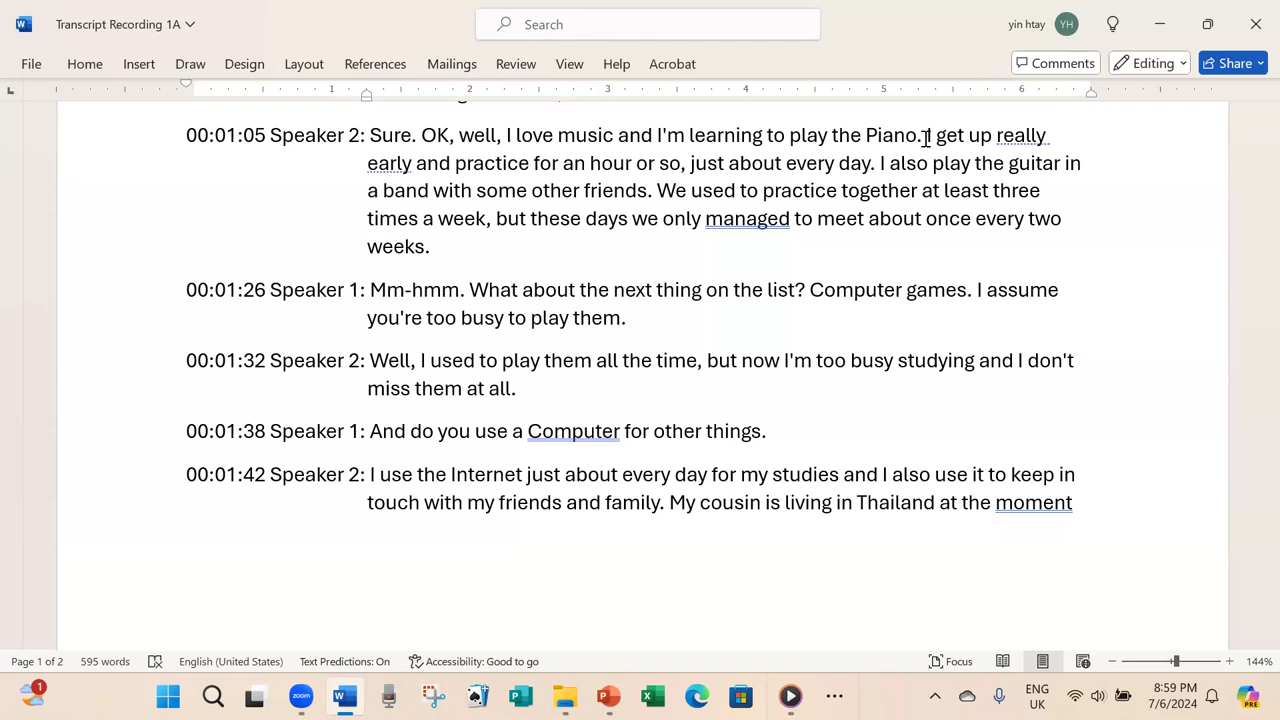 Transcript Recording 1A
Search
yin htay
YH
File Home Insert Draw Design Layout References Mailings Review View Help Acrobat
Comments Editing Share
1 2 3 4 5 6
00:01:05 Speaker 2: Sure. OK, well, I love music and I'm learning to play the Piano. I get up really
early and practice for an hour or so, just about every day. I also play the guitar in
a band with some other friends. We used to practice together at least three
times a week, but these days we only managed to meet about once every two
weeks.
00:01:26 Speaker 1: Mm-hmm. What about the next thing on the list? Computer games. I assume
you're too busy to play them.
00:01:32 Speaker 2: Well, I used to play them all the time, but now I'm too busy studying and I don't
miss them at all.
00:01:38 Speaker 1: And do you use a Computer for other things.
00:01:42 Speaker 2: I use the Internet just about every day for my studies and I also use it to keep in
touch with my friends and family. My cousin is living in Thailand at the moment
Page 1 of 2 595 words English (United States) Text Predictions: On Accessibility: Good to go Focus 144%
1
zoom
ENG
UK
8:59 PM
7/6/2024
PRE